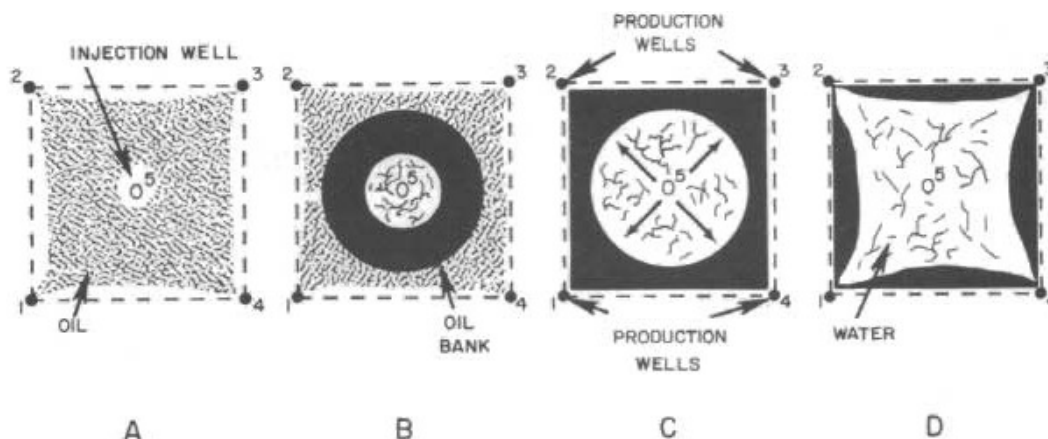 PRODUCTION
WELLS
INJECTION WELL
2 3 2 3 2 3 2 3
O5 O5 O5 O5
1 4 1 4 1 4 1
OIL
OIL
BANK
PRODUCTION
WELLS
WATER
A B C D